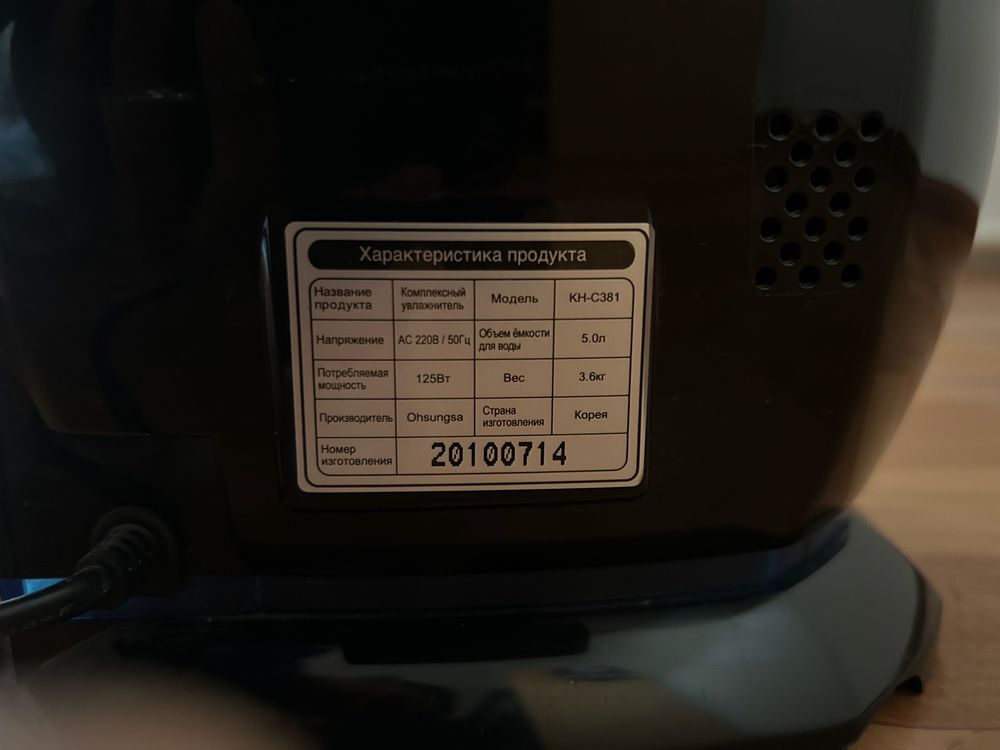 Характеристика продукта
Название продукта Комплексный увлажнитель Модель KH-C381
Напряжение AC 220В / 50Гц Объем ёмкости для воды 5.0л
Потребляемая мощность 125Вт Вес 3.6кг
Производитель Ohsungsa Страна изготовления Корея
Номер изготовления 20100714